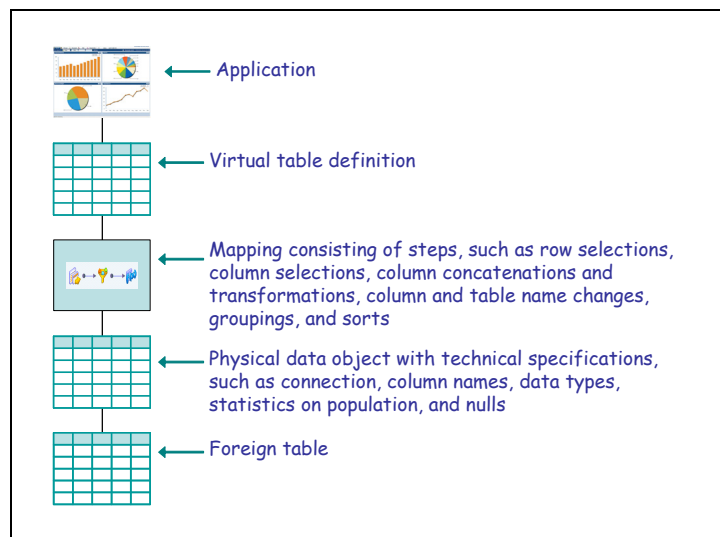 Application
Virtual table definition
Mapping consisting of steps, such as row selections,
column selections, column concatenations and
transformations, column and table name changes,
groupings, and sorts
Physical data object with technical specifications,
such as connection, column names, data types,
statistics on population, and nulls
Foreign table